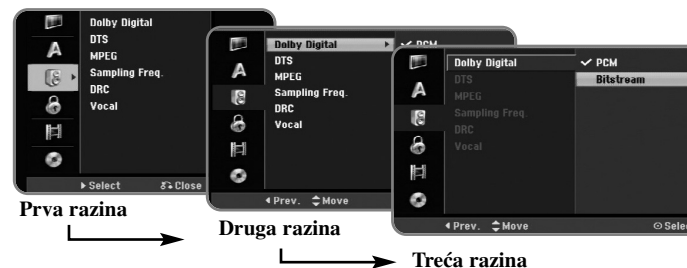 Dolby Digital
DTS
MPEG
Sampling Freq.
DRC
Vocal
Select Close
Prva razina
Dolby Digital PCM
DTS
MPEG
Sampling Freq.
DRC
Vocal
Prev. Move
Druga razina
Dolby Digital PCM
DTS Bitstream
MPEG
Sampling Freq.
DRC
Vocal
Prev. Move
Treća razina